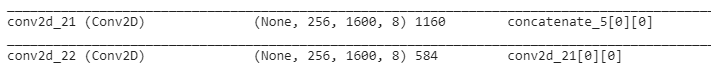 conv2d_21 (Conv2D) (None, 256, 1600, 8) 1160 concatenate_5[0][0]
conv2d_22 (Conv2D) (None, 256, 1600, 8) 584 conv2d_21[0][0]